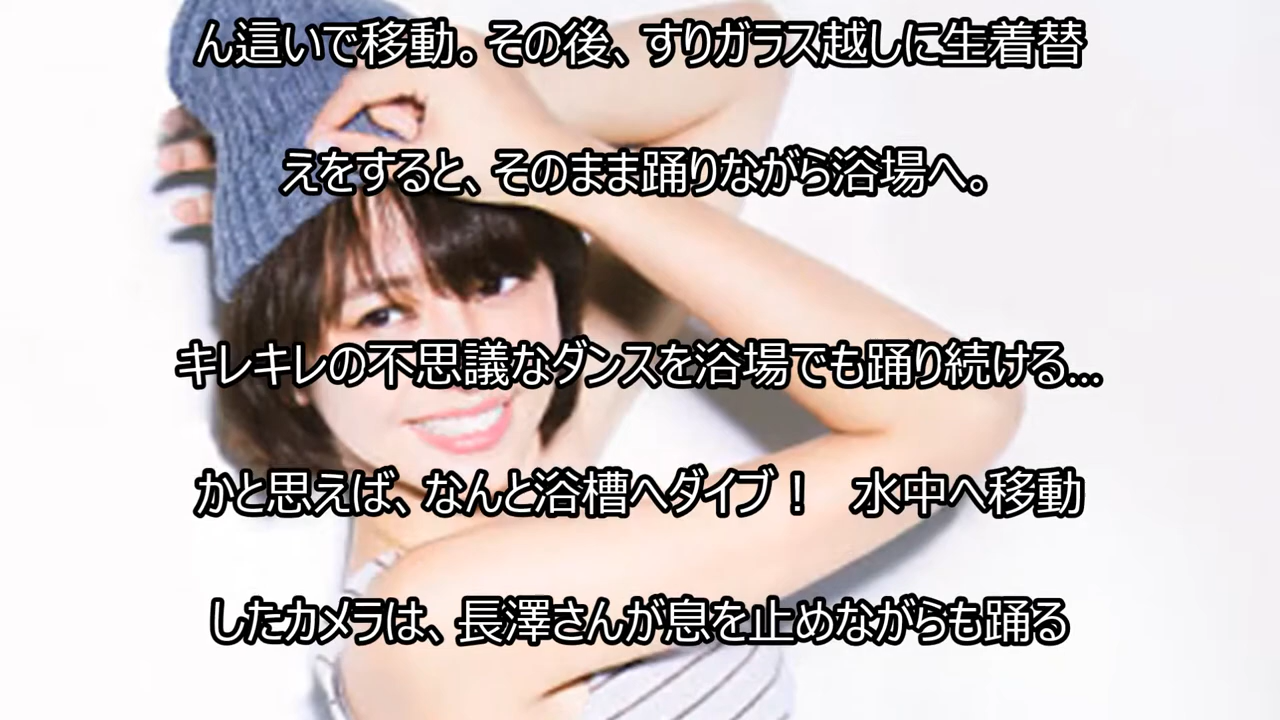 ん這いで移動。その後、すりガラス越しに生着替
えをすると、そのまま踊りながら浴場へ。
キレキレの不思議なダンスを浴場でも踊り続ける...
かと思えば、なんと浴槽へダイブ！　水中へ移動
したカメラは、長澤さんが息を止めながらも踊る